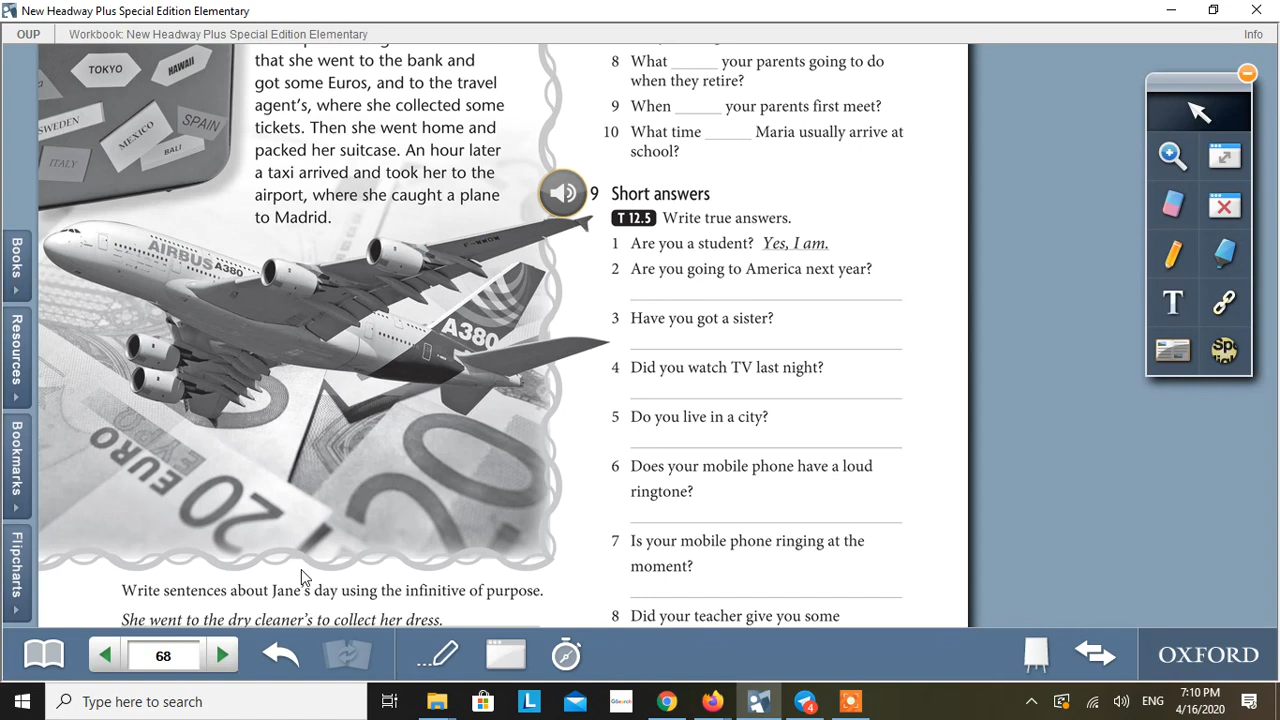 New Headway Plus Special Edition Elementary
OUP
Workbook: New Headway Plus Special Edition Elementary
Info
TOKYO
HAWAII
SWEDEN
MEXICO
SPAIN
BALI
ITALY
that she went to the bank and
got some Euros, and to the travel
agent's, where she collected some
tickets. Then she went home and
packed her suitcase. An hour later
a taxi arrived and took her to the
airport, where she caught a plane
to Madrid.
AIRBUS A380
F-WWOW
A380
20 EURO
Write sentences about Jane's day using the infinitive of purpose.
She went to the dry cleaner's to collect her dress.
8 What ______ your parents going to do
when they retire?
9 When ______ your parents first meet?
10 What time ______ Maria usually arrive at
school?
9 Short answers
T 12.5 Write true answers.
1 Are you a student? Yes, I am.
2 Are you going to America next year?
3 Have you got a sister?
4 Did you watch TV last night?
5 Do you live in a city?
6 Does your mobile phone have a loud
ringtone?
7 Is your mobile phone ringing at the
moment?
8 Did your teacher give you some
Books
Resources
Bookmarks
Flipcharts
T
68
OXFORD
Type here to search
L
4
ENG
7:10 PM
4/16/2020